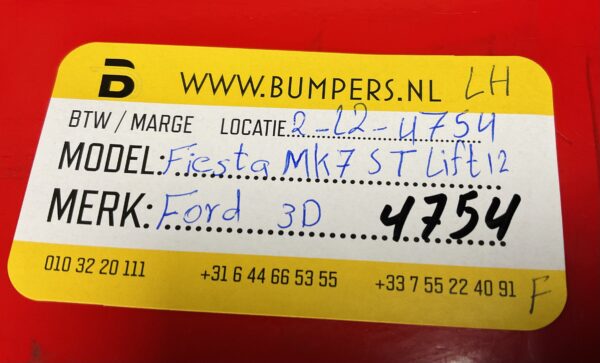 B WWW.BUMPERS.NL LH
BTW / MARGE LOCATIE 2-L2-4754
MODEL: Fiesta Mk7 ST Lift 12
MERK: Ford 3D 4754
010 32 20 111 +31 6 44 66 53 55 +33 7 55 22 40 91 F